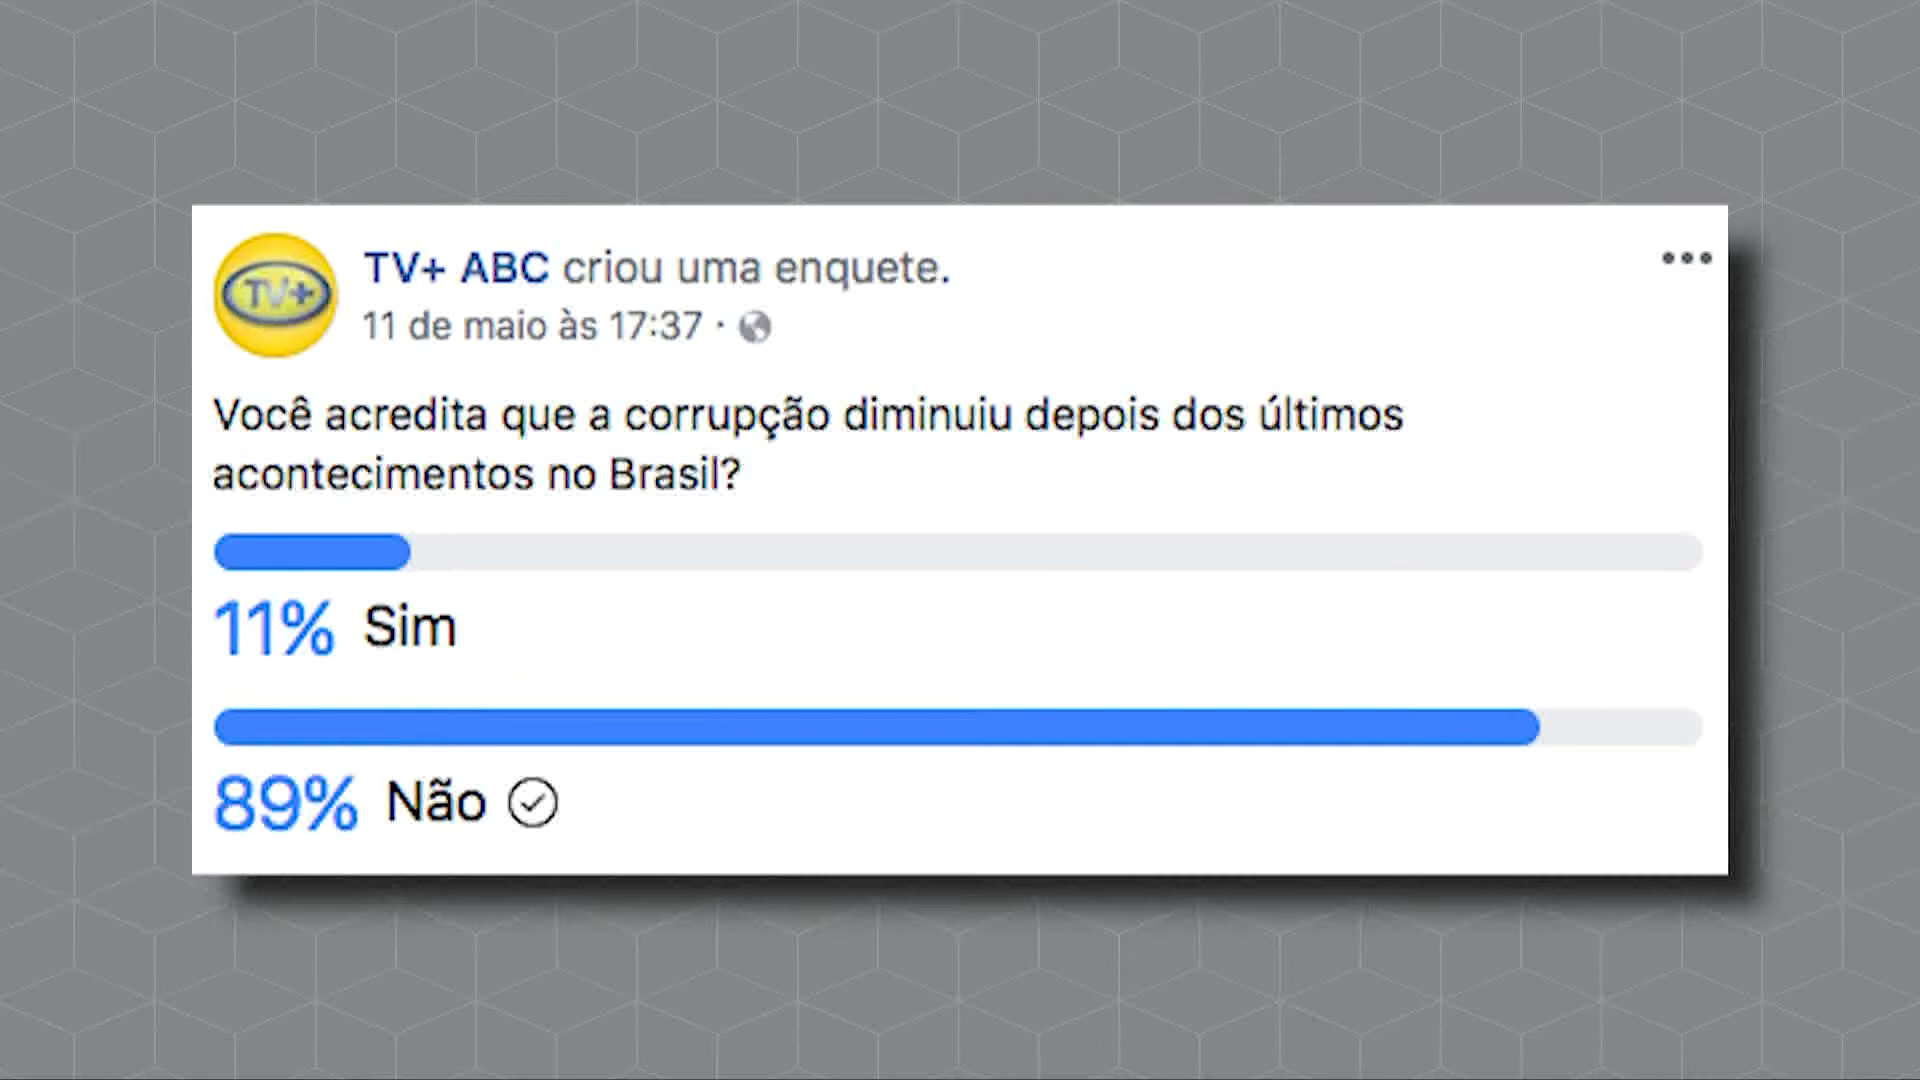 TV+
TV+ ABC criou uma enquete.
11 de maio às 17:37 ·
Você acredita que a corrupção diminuiu depois dos últimos
acontecimentos no Brasil?
11% Sim
89% Não